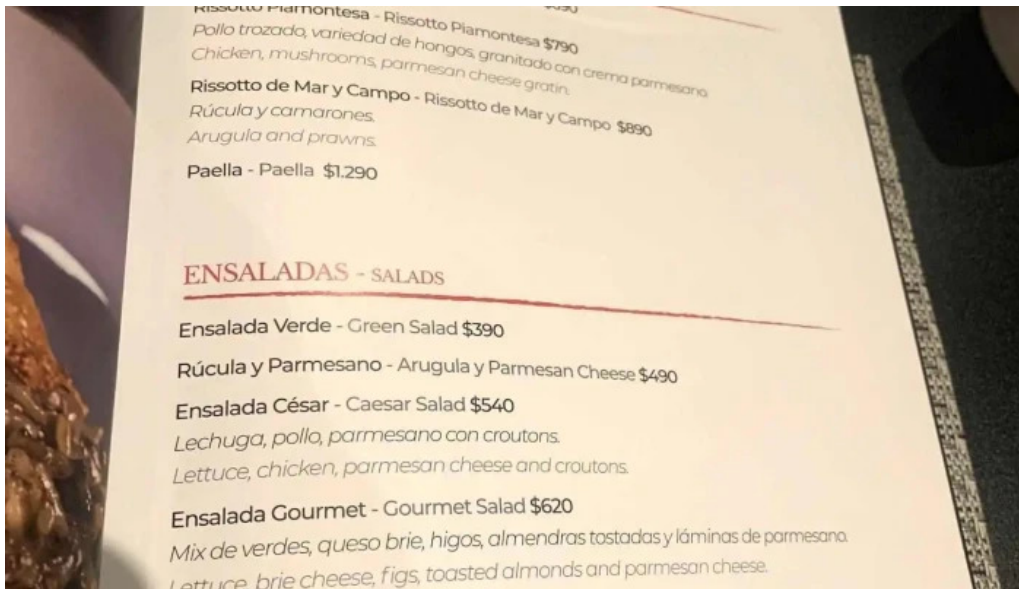 Rissotto Piamontesa - Rissotto Piamontesa $790
Pollo trozado, variedad de hongos, granitado con crema parmesano.
Chicken, mushrooms, parmesan cheese gratin.
Rissotto de Mar y Campo - Rissotto de Mar y Campo $890
Rúcula y camarones.
Arugula and prawns.
Paella - Paella $1.290
ENSALADAS - SALADS
Ensalada Verde - Green Salad $390
Rúcula y Parmesano - Arugula y Parmesan Cheese $490
Ensalada César - Caesar Salad $540
Lechuga, pollo, parmesano con croutons.
Lettuce, chicken, parmesan cheese and croutons.
Ensalada Gourmet - Gourmet Salad $620
Mix de verdes, queso brie, higos, almendras tostadas y láminas de parmesano.
Lettuce, brie cheese, figs, toasted almonds and parmesan cheese.